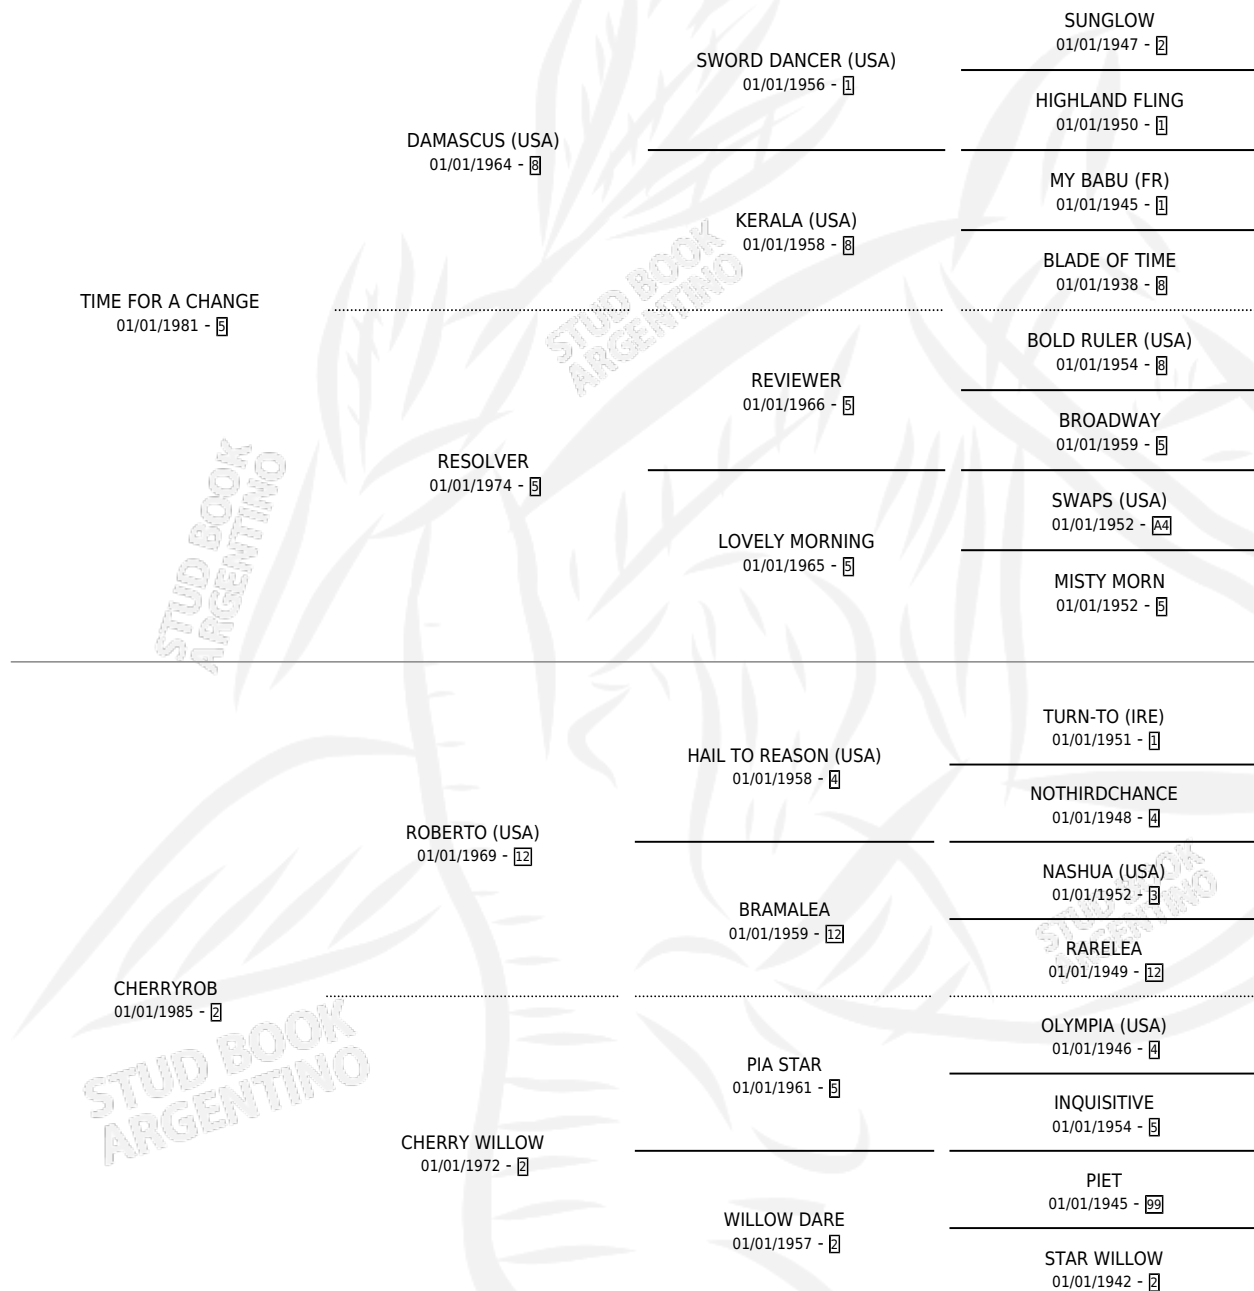 SUNGLOW
01/01/1947 - 2
SWORD DANCER (USA)
01/01/1956 - 1
HIGHLAND FLING
01/01/1950 - 1
DAMASCUS (USA)
01/01/1964 - 8
MY BABU (FR)
01/01/1945 - 1
KERALA (USA)
01/01/1958 - 8
BLADE OF TIME
01/01/1938 - 8
TIME FOR A CHANGE
01/01/1981 - 5
STUD BOOK
ARGENTINO
BOLD RULER (USA)
01/01/1954 - 8
REVIEWER
01/01/1966 - 5
BROADWAY
01/01/1959 - 5
RESOLVER
01/01/1974 - 5
SWAPS (USA)
01/01/1952 - A4
LOVELY MORNING
01/01/1965 - 5
MISTY MORN
01/01/1952 - 5
STUD BOOK
ARGENTINO
TURN-TO (IRE)
01/01/1951 - 1
HAIL TO REASON (USA)
01/01/1958 - 4
NOTHIRDCHANCE
01/01/1948 - 4
ROBERTO (USA)
01/01/1969 - 12
NASHUA (USA)
01/01/1952 - 3
BRAMALEA
01/01/1959 - 12
RARELEA
01/01/1949 - 12
STUD BOOK
ARGENTINO
CHERRYROB
01/01/1985 - 2
OLYMPIA (USA)
01/01/1946 - 4
PIA STAR
01/01/1961 - 5
INQUISITIVE
01/01/1954 - 5
STUD BOOK
ARGENTINO
CHERRY WILLOW
01/01/1972 - 2
PIET
01/01/1945 - 99
WILLOW DARE
01/01/1957 - 2
STAR WILLOW
01/01/1942 - 2